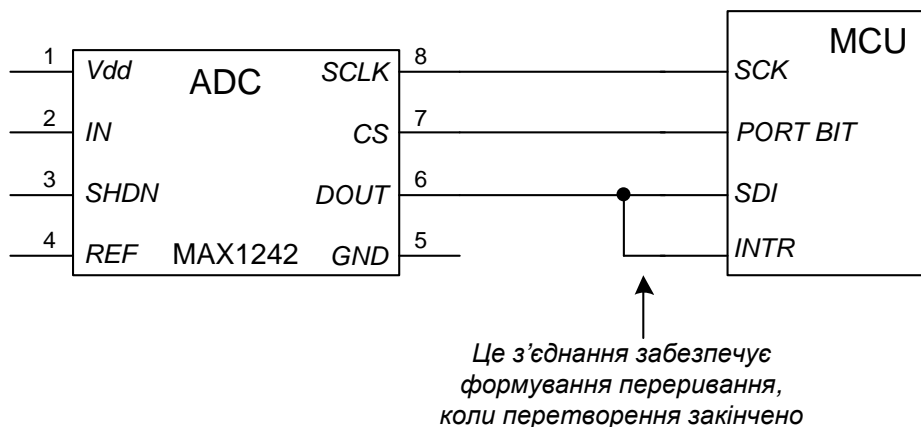 MCU
ADC
1 Vdd SCLK 8 SCK
2 IN CS 7 PORT BIT
3 SHDN DOUT 6 SDI
4 REF MAX1242 GND 5 INTR
Це з’єднання забезпечує
формування переривання,
коли перетворення закінчено